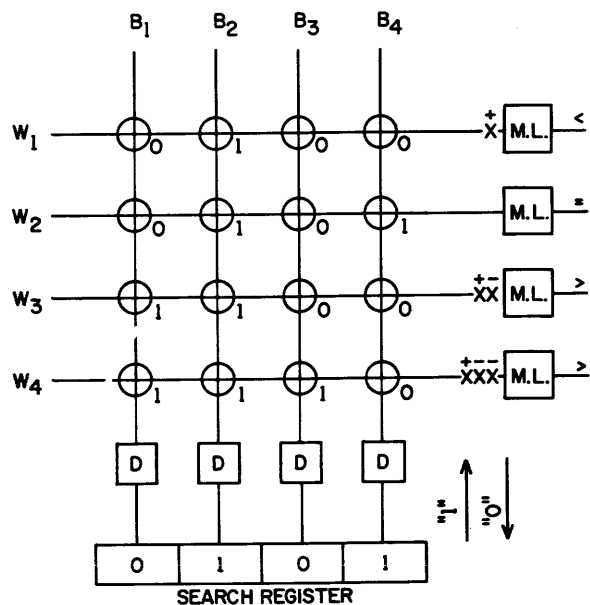 B1 B2 B3 B4
+
W1 0 1 0 0 X M.L. <
W2 0 1 0 1 M.L. =
+ -
W3 1 1 0 0 XX M.L. >
+ - -
W4 1 1 1 0 XXX M.L. >
D D D D "1" "0"
0 1 0 1
SEARCH REGISTER